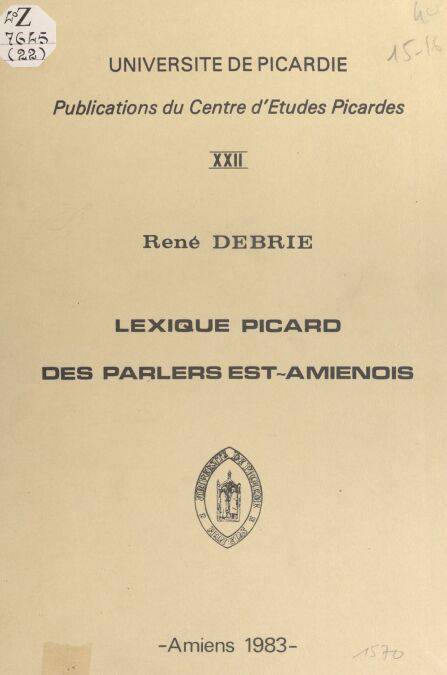 4° Z
7645
(22)
15-16
UNIVERSITE DE PICARDIE
Publications du Centre d'Etudes Picardes
XXII
René DEBRIE
LEXIQUE PICARD
DES PARLERS EST~AMIENOIS
-Amiens 1983-
1570